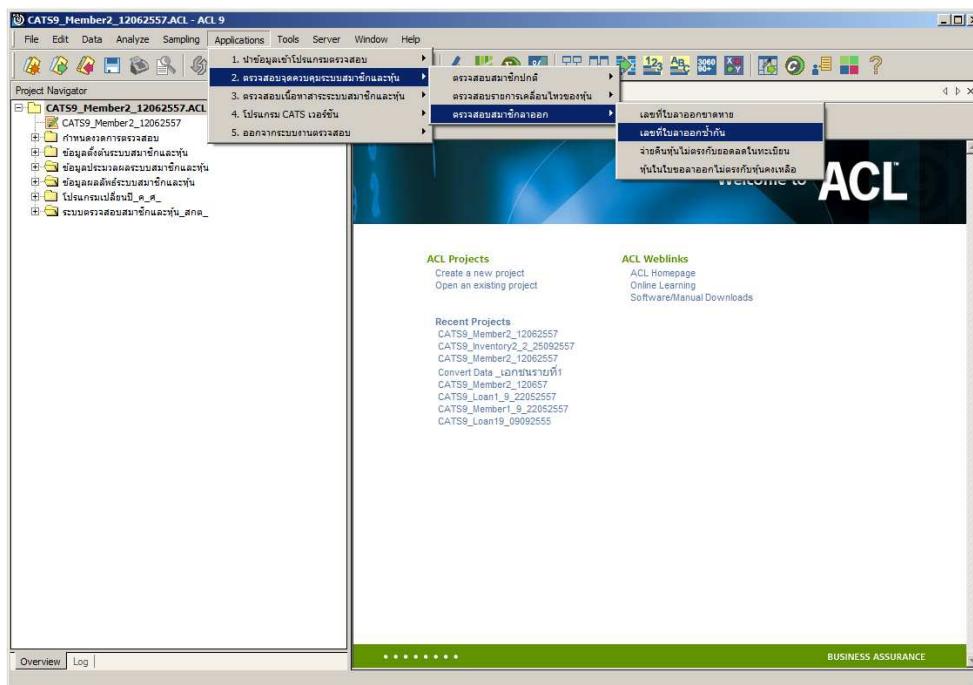 CATS9_Member2_12062557.ACL - ACL 9
File Edit Data Analyze Sampling Applications Tools Server Window Help
1. นำข้อมูลเข้าโปรแกรมตรวจสอบ
2. ตรวจสอบจุดควบคุมระบบสมาชิกและหุ้น
3. ตรวจสอบเนื้อหาสาระระบบสมาชิกและหุ้น
4. โปรแกรม CATS เวอร์ชัน
5. ออกจากระบบงานตรวจสอบ
ตรวจสอบสมาชิกปกติ
ตรวจสอบรายการเคลื่อนไหวของหุ้น
ตรวจสอบสมาชิกลาออก
เลขที่ใบลาออกขาดหาย
เลขที่ใบลาออกซ้ำกัน
จ่ายคืนหุ้นไม่ตรงกับยอดลดในทะเบียน
หุ้นในใบขอลาออกไม่ตรงกับหุ้นคงเหลือ
Project Navigator
CATS9_Member2_12062557.ACL
CATS9_Member2_12062557
กำหนดงวดการตรวจสอบ
ข้อมูลตั้งต้นระบบสมาชิกและหุ้น
ข้อมูลประมวลผลระบบสมาชิกและหุ้น
ข้อมูลผลลัพธ์ระบบสมาชิกและหุ้น
โปรแกรมเปลี่ยนปี_ค_ศ_
ระบบตรวจสอบสมาชิกและหุ้น_สกต_
Welcome to ACL™
ACL Projects
Create a new project
Open an existing project
ACL Weblinks
ACL Homepage
Online Learning
Software/Manual Downloads
Recent Projects
CATS9_Member2_12062557
CATS9_Inventory2_2_25092557
CATS9_Member2_12062557
Convert Data _เอกชนรายที่1
CATS9_Member2_120657
CATS9_Loan1_9_22052557
CATS9_Member1_9_22052557
CATS9_Loan19_09092555
BUSINESS ASSURANCE
Overview Log